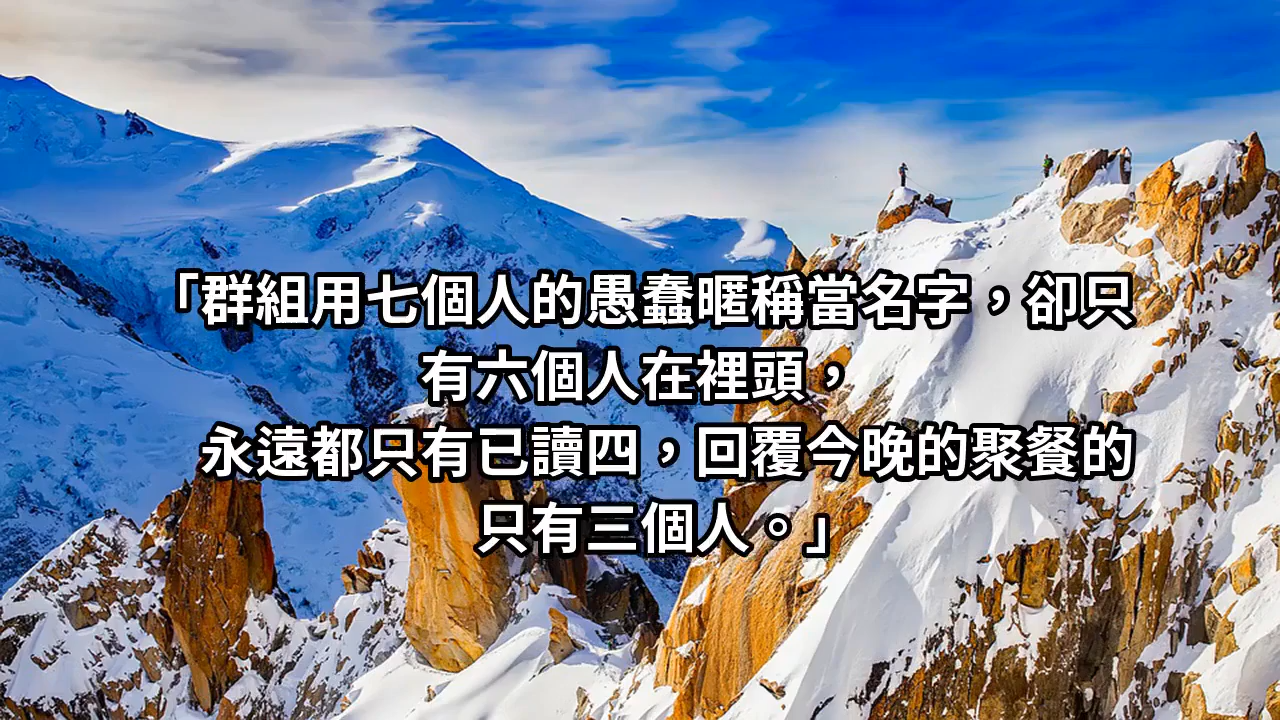 「群組用七個人的愚蠢暱稱當名字，卻只
有六個人在裡頭，
永遠都只有已讀四，回覆今晚的聚餐的
只有三個人。」